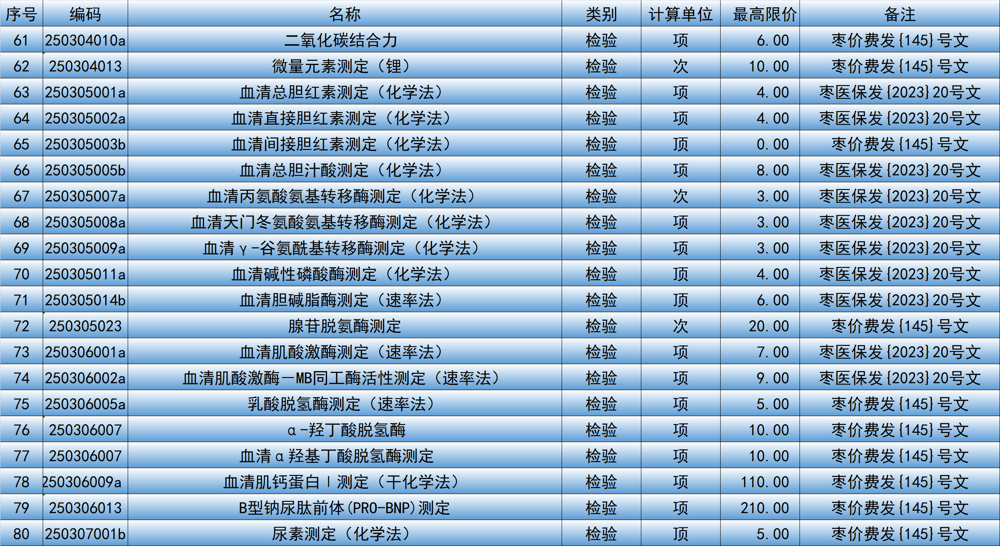 序号 编码 名称 类别 计算单位 最高限价 备注
61 250304010a 二氧化碳结合力 检验 项 6.00 枣价费发{145}号文
62 250304013 微量元素测定（锂） 检验 次 10.00 枣价费发{145}号文
63 250305001a 血清总胆红素测定（化学法） 检验 项 4.00 枣医保发{2023}20号文
64 250305002a 血清直接胆红素测定（化学法） 检验 项 4.00 枣医保发{2023}20号文
65 250305003b 血清间接胆红素测定（化学法） 检验 顶 0.00 枣价费发{145}号文
66 250305005b 血清总胆汁酸测定（化学法） 检验 项 8.00 枣医保发{2023}20号文
67 250305007a 血清丙氨酸氨基转移酶测定（化学法） 检验 次 3.00 枣医保发{2023}20号文
68 250305008a 血清天门冬氨酸氨基转移酶测定（化学法） 检验 项 3.00 枣医保发{2023}20号文
69 250305009a 血清γ-谷氨酰基转移酶测定（化学法） 检验 项 3.00 枣医保发{2023}20号文
70 250305011a 血清碱性磷酸酶测定（化学法） 检验 顶 4.00 枣医保发{2023}20号文
71 250305014b 血清胆碱脂酶测定（速率法） 检验 顶 6.00 枣医保发{2023}20号文
72 250305023 腺苷脱氨酶测定 检验 次 20.00 枣价费发{145}号文
73 250306001a 血清肌酸激酶测定（速率法） 检验 项 7.00 枣医保发{2023}20号文
74 250306002a 血清肌酸激酶－MB同工酶活性测定（速率法） 检验 项 9.00 枣医保发{2023}20号文
75 250306005a 乳酸脱氢酶测定（速率法） 检验 项 5.00 枣价费发{145}号文
76 250306007 α-羟丁酸脱氢酶 检验 项 10.00 枣价费发{145}号文
77 250306007 血清α羟基丁酸脱氢酶测定 检验 项 10.00 枣价费发{145}号文
78 250306009a 血清肌钙蛋白Ⅰ测定（干化学法） 检验 项 110.00 枣价费发{145}号文
79 250306013 B型钠尿肽前体(PRO-BNP)测定 检验 项 210.00 枣价费发{145}号文
80 250307001b 尿素测定（化学法） 检验 顶 5.00 枣价费发{145}号文